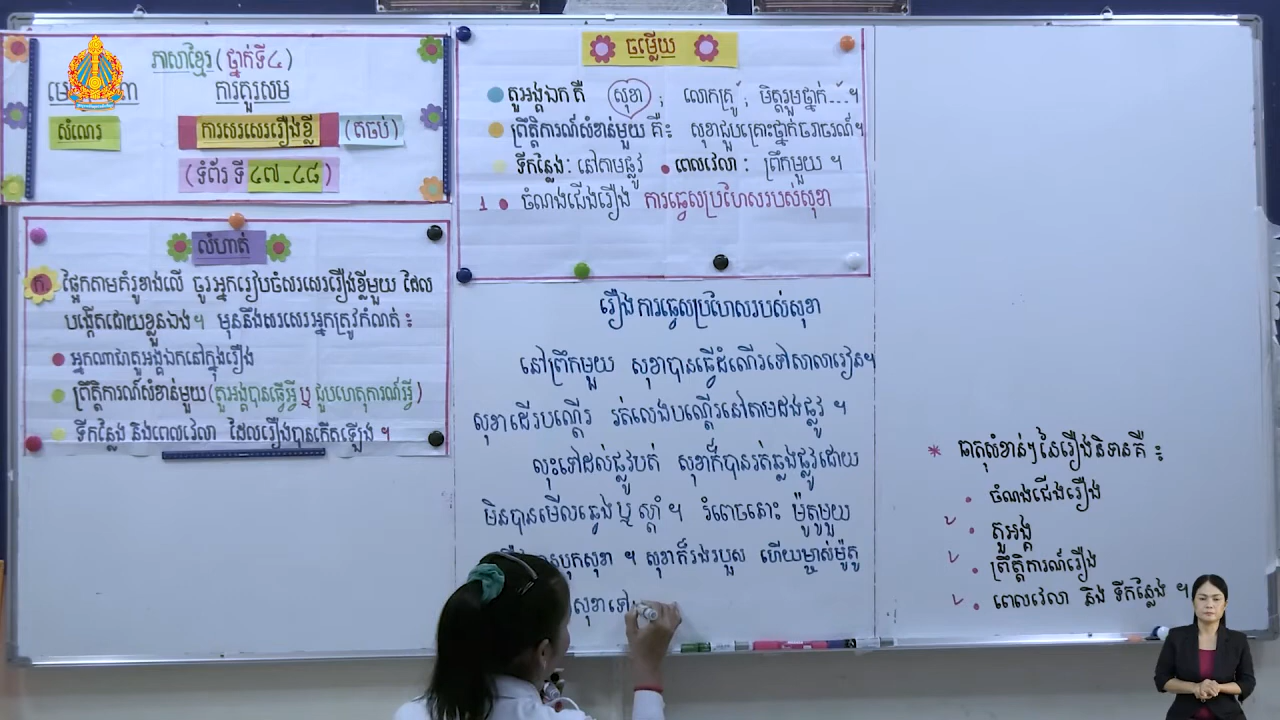 ភាសាខ្មែរ (ថ្នាក់ទី៤)
ការគួរសម
សំណេរ
ការសរសេររឿងខ្លី (តចប់)
(ទំព័រ ទី ៤៧_៤៨)
លំហាត់
ក. ផ្អែកតាមគំរូខាងលើ ចូរអ្នករៀបចំសរសេររឿងខ្លីមួយ ដែល
បង្កើតដោយខ្លួនឯង។ មុននឹងសរសេរអ្នកត្រូវកំណត់ ៖
អ្នកណាជាតួអង្គឯកនៅក្នុងរឿង
ព្រឹត្តិការណ៍សំខាន់មួយ (តួអង្គបានធ្វើអ្វី ឬ ជួបហេតុការណ៍អ្វី)
ទីកន្លែង និងពេលវេលា ដែលរឿងបានកើតឡើង ។
ចម្លើយ
តួអង្គឯក គឺ សុខា , លោកគ្រូ , មិត្តរួមថ្នាក់...។
ព្រឹត្តិការណ៍សំខាន់មួយ គឺ៖ សុខាជួបគ្រោះថ្នាក់ចរាចរណ៍។
ទីកន្លែង : នៅតាមផ្លូវ ពេលវេលា : ព្រឹកមួយ ។
1 ចំណងជើងរឿង ការធ្វេសប្រហែសរបស់សុខា
រឿង ការធ្វេសប្រហែសរបស់សុខា
នៅព្រឹកមួយ សុខាបានធ្វើដំណើរទៅសាលារៀន។
សុខាដើរបណ្តើរ រត់លេងបណ្តើរនៅតាមដងផ្លូវ ។
លុះទៅដល់ផ្លូវបត់ សុខាក៏បានរត់ឆ្លងផ្លូវដោយ
មិនបានមើលឆ្វេង ឬ ស្តាំ ។ រំពេចនោះ ម៉ូតូមួយ
បុកសុខា ។ សុខាក៏រងរបួស ហើយម្ចាស់ម៉ូតូ
សុខាទៅ
* ធាតុសំខាន់ៗ នៃរឿងនិទានគឺ ៖
ចំណងជើងរឿង
តួអង្គ
ព្រឹត្តិការណ៍រឿង
ពេលវេលា និង ទីកន្លែង ។